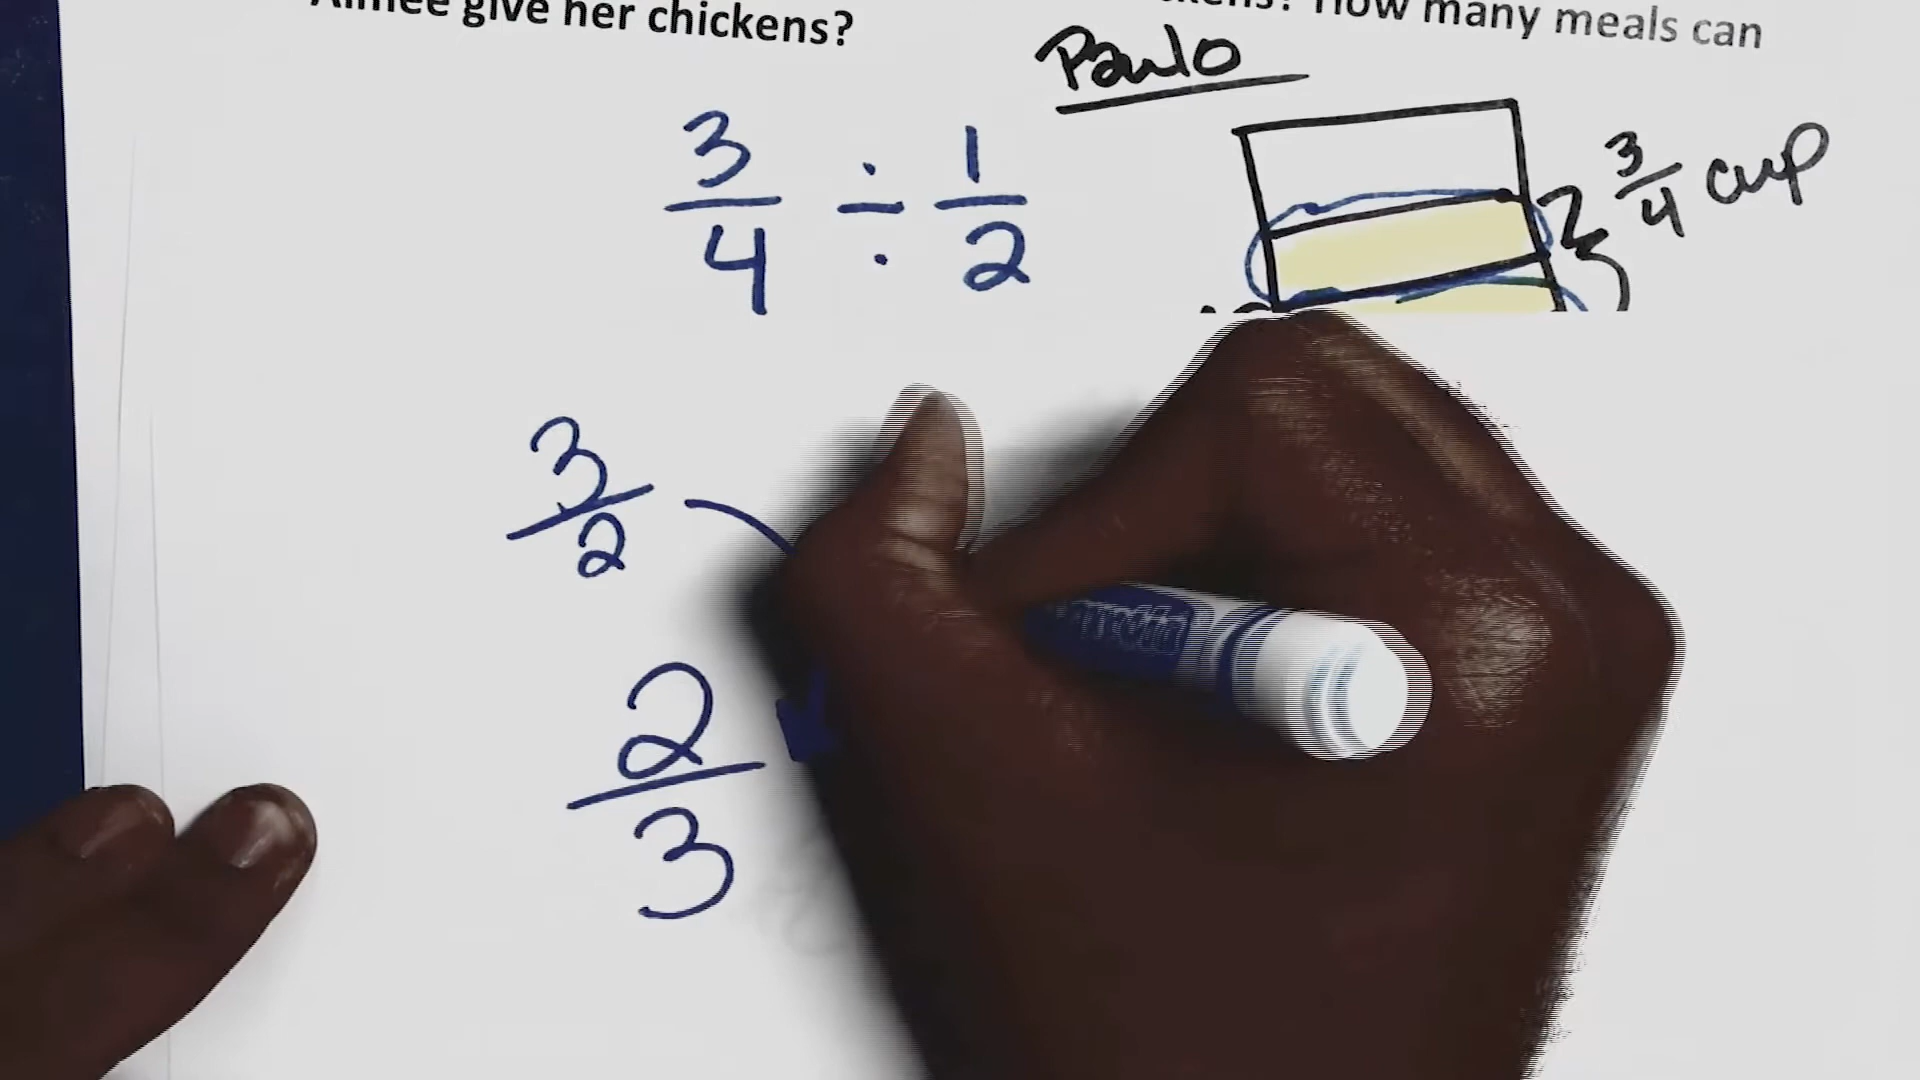 give her chickens?
How many meals can
Paulo
3/4 ÷ 1/2
3/4 cup
3/2
2/3